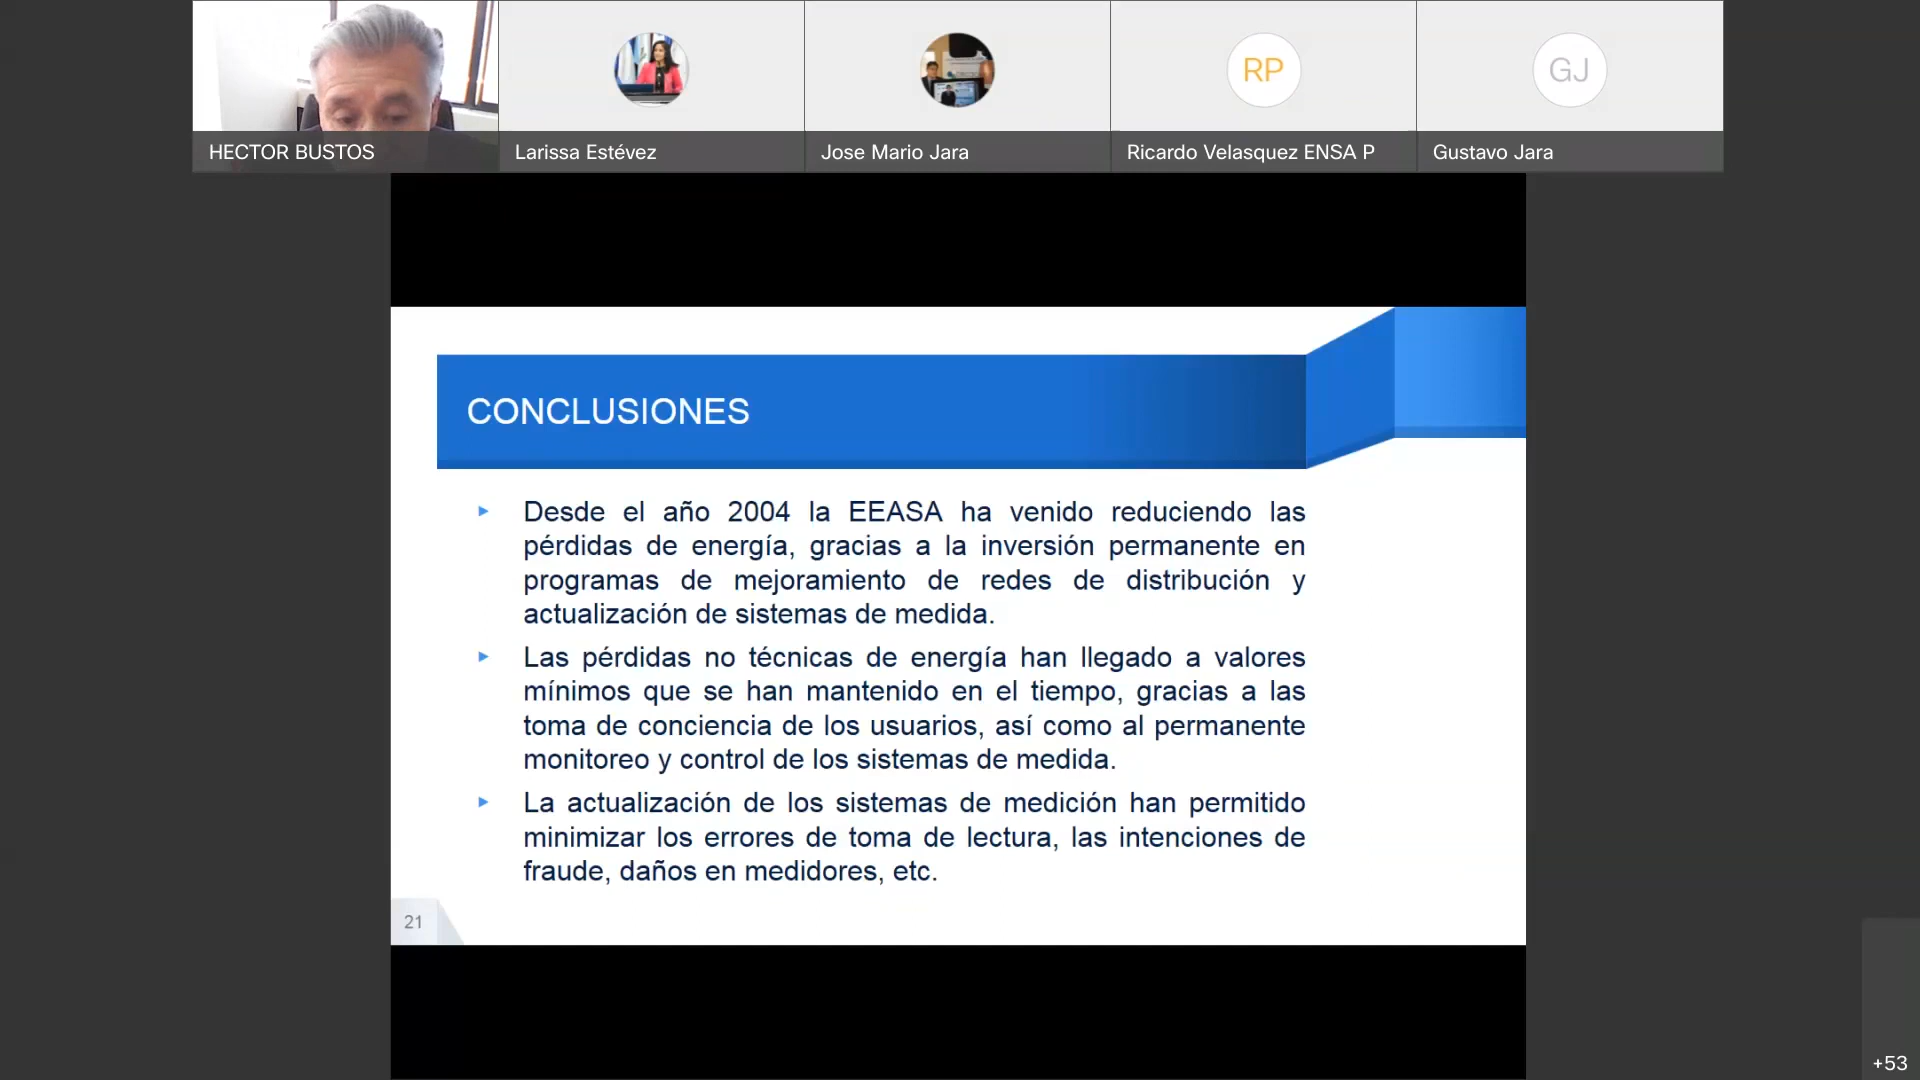 HECTOR BUSTOS
Larissa Estévez
Jose Mario Jara
RP
Ricardo Velasquez ENSA P
GJ
Gustavo Jara
CONCLUSIONES
Desde el año 2004 la EEASA ha venido reduciendo las
pérdidas de energía, gracias a la inversión permanente en
programas de mejoramiento de redes de distribución y
actualización de sistemas de medida.
Las pérdidas no técnicas de energía han llegado a valores
mínimos que se han mantenido en el tiempo, gracias a las
toma de conciencia de los usuarios, así como al permanente
monitoreo y control de los sistemas de medida.
La actualización de los sistemas de medición han permitido
minimizar los errores de toma de lectura, las intenciones de
fraude, daños en medidores, etc.
21
+53